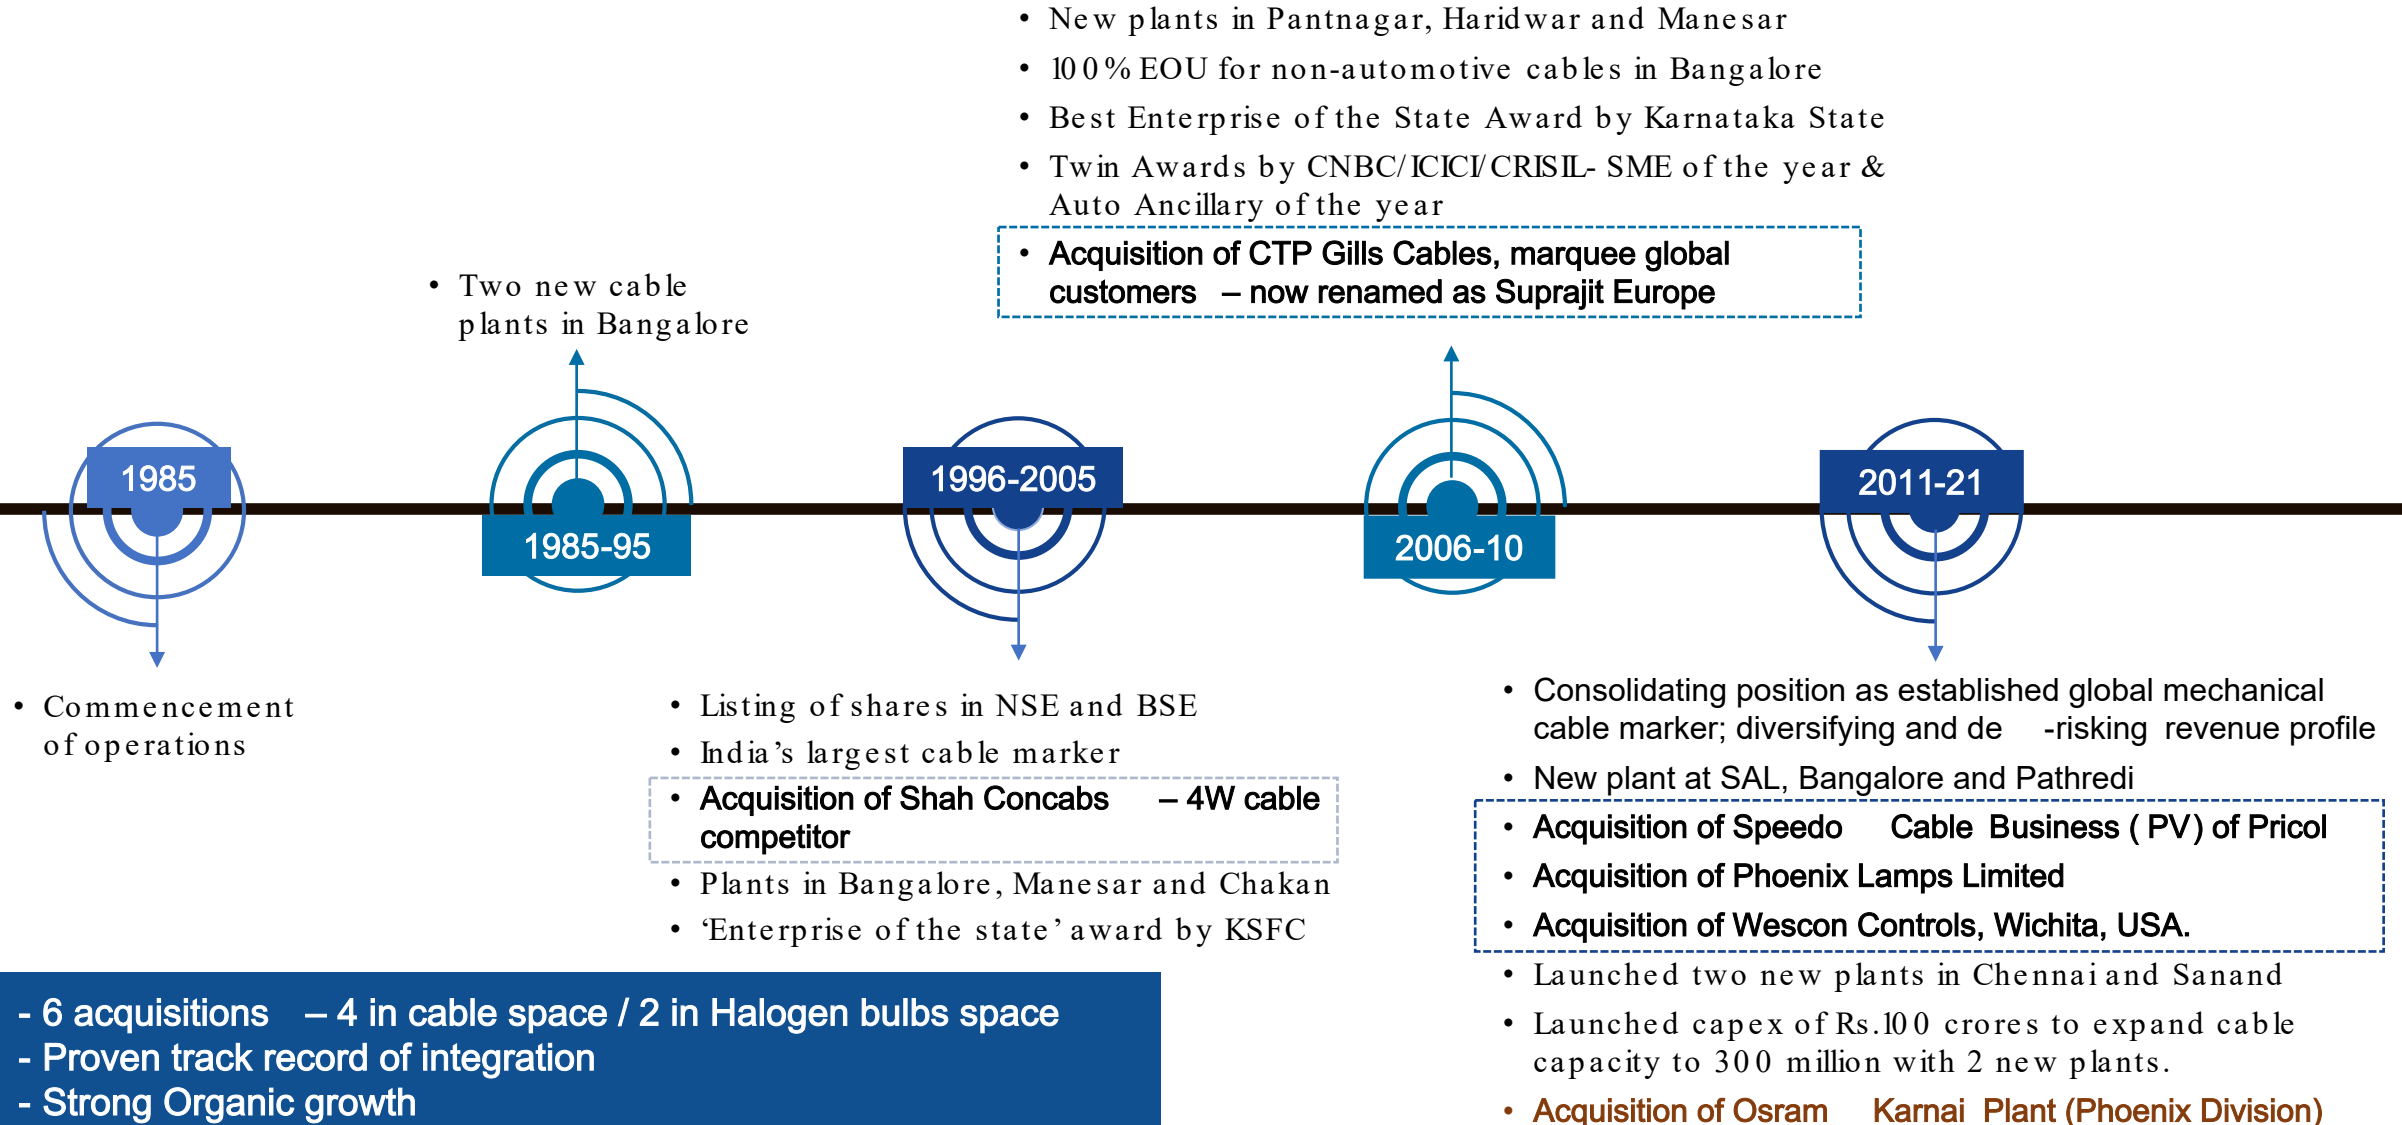 • New plants in Pantnagar, Haridwar and Manesar
• 100% EOU for non-automotive cables in Bangalore
• Best Enterprise of the State Award by Karnataka State
• Twin Awards by CNBC/ICICI/CRISIL- SME of the year &
Auto Ancillary of the year
• Acquisition of CTP Gills Cables, marquee global
customers – now renamed as Suprajit Europe
• Two new cable
plants in Bangalore
1985
1985-95
1996-2005
2006-10
2011-21
• Commencement
of operations
• Listing of shares in NSE and BSE
• India’s largest cable marker
• Acquisition of Shah Concabs – 4W cable
competitor
• Plants in Bangalore, Manesar and Chakan
• ‘Enterprise of the state’ award by KSFC
• Consolidating position as established global mechanical
cable marker; diversifying and de -risking revenue profile
• New plant at SAL, Bangalore and Pathredi
• Acquisition of Speedo Cable Business ( PV) of Pricol
• Acquisition of Phoenix Lamps Limited
• Acquisition of Wescon Controls, Wichita, USA.
• Launched two new plants in Chennai and Sanand
• Launched capex of Rs.100 crores to expand cable
capacity to 300 million with 2 new plants.
• Acquisition of Osram Karnai Plant (Phoenix Division)
- 6 acquisitions – 4 in cable space / 2 in Halogen bulbs space
- Proven track record of integration
- Strong Organic growth